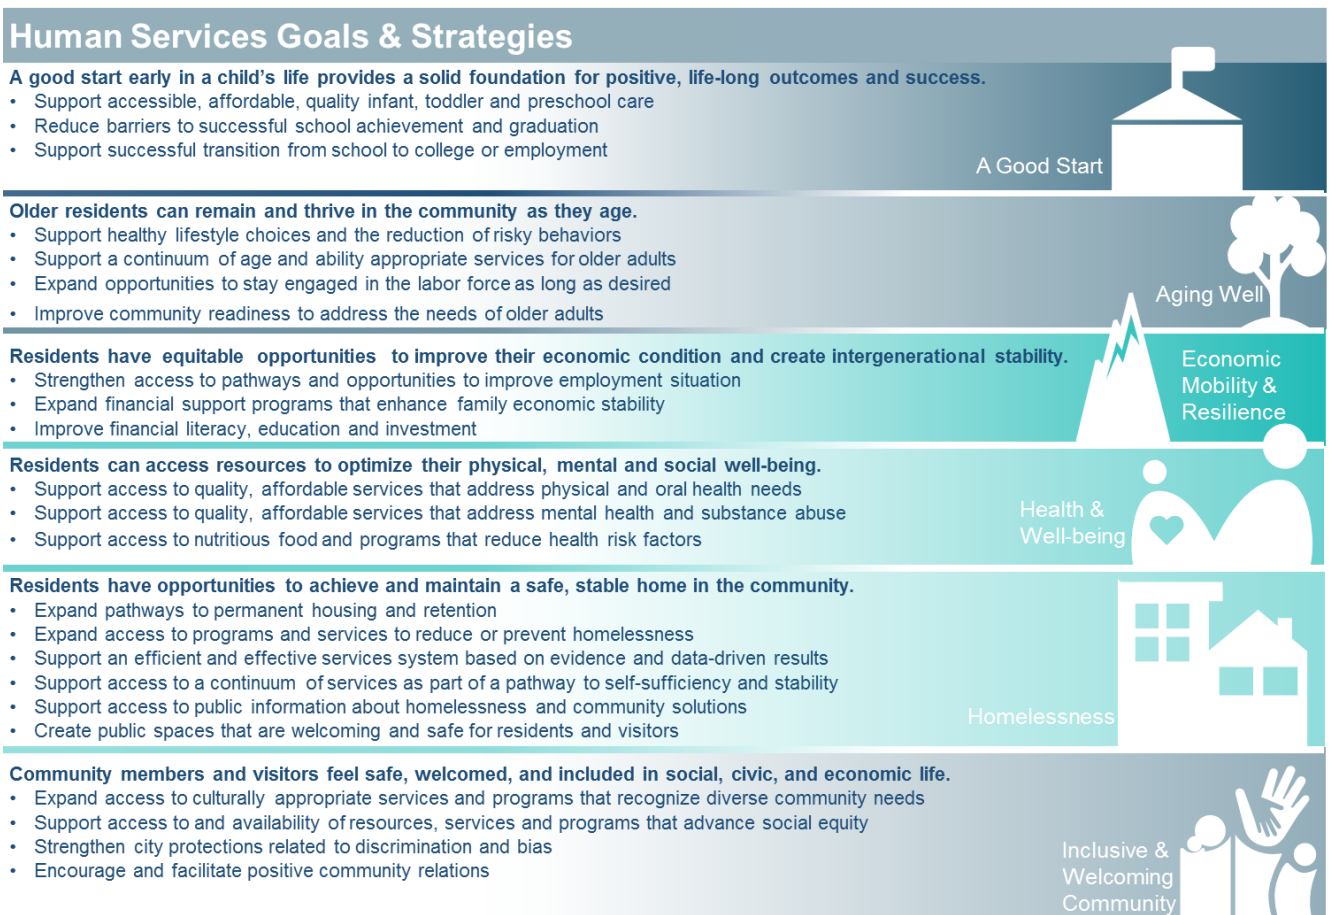 Human Services Goals & Strategies
A good start early in a child's life provides a solid foundation for positive, life-long outcomes and success.
• Support accessible, affordable, quality infant, toddler and preschool care
• Reduce barriers to successful school achievement and graduation
• Support successful transition from school to college or employment
A Good Start
Older residents can remain and thrive in the community as they age.
• Support healthy lifestyle choices and the reduction of risky behaviors
• Support a continuum of age and ability appropriate services for older adults
• Expand opportunities to stay engaged in the labor force as long as desired
• Improve community readiness to address the needs of older adults
Aging Well
Residents have equitable opportunities to improve their economic condition and create intergenerational stability.
• Strengthen access to pathways and opportunities to improve employment situation
• Expand financial support programs that enhance family economic stability
• Improve financial literacy, education and investment
Economic
Mobility &
Resilience
Residents can access resources to optimize their physical, mental and social well-being.
• Support access to quality, affordable services that address physical and oral health needs
• Support access to quality, affordable services that address mental health and substance abuse
• Support access to nutritious food and programs that reduce health risk factors
Health &
Well-being
Residents have opportunities to achieve and maintain a safe, stable home in the community.
• Expand pathways to permanent housing and retention
• Expand access to programs and services to reduce or prevent homelessness
• Support an efficient and effective services system based on evidence and data-driven results
• Support access to a continuum of services as part of a pathway to self-sufficiency and stability
• Support access to public information about homelessness and community solutions
• Create public spaces that are welcoming and safe for residents and visitors
Homelessness
Community members and visitors feel safe, welcomed, and included in social, civic, and economic life.
• Expand access to culturally appropriate services and programs that recognize diverse community needs
• Support access to and availability of resources, services and programs that advance social equity
• Strengthen city protections related to discrimination and bias
• Encourage and facilitate positive community relations
Inclusive &
Welcoming
Community